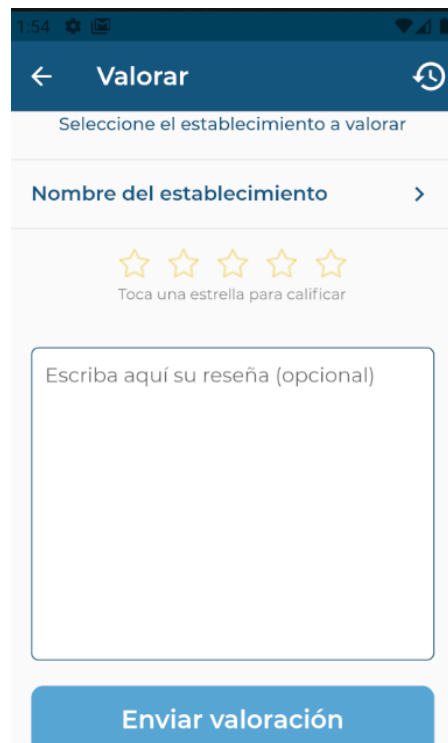 1:54
Valorar
Seleccione el establecimiento a valorar
Nombre del establecimiento
Toca una estrella para calificar
Escriba aquí su reseña (opcional)
Enviar valoración